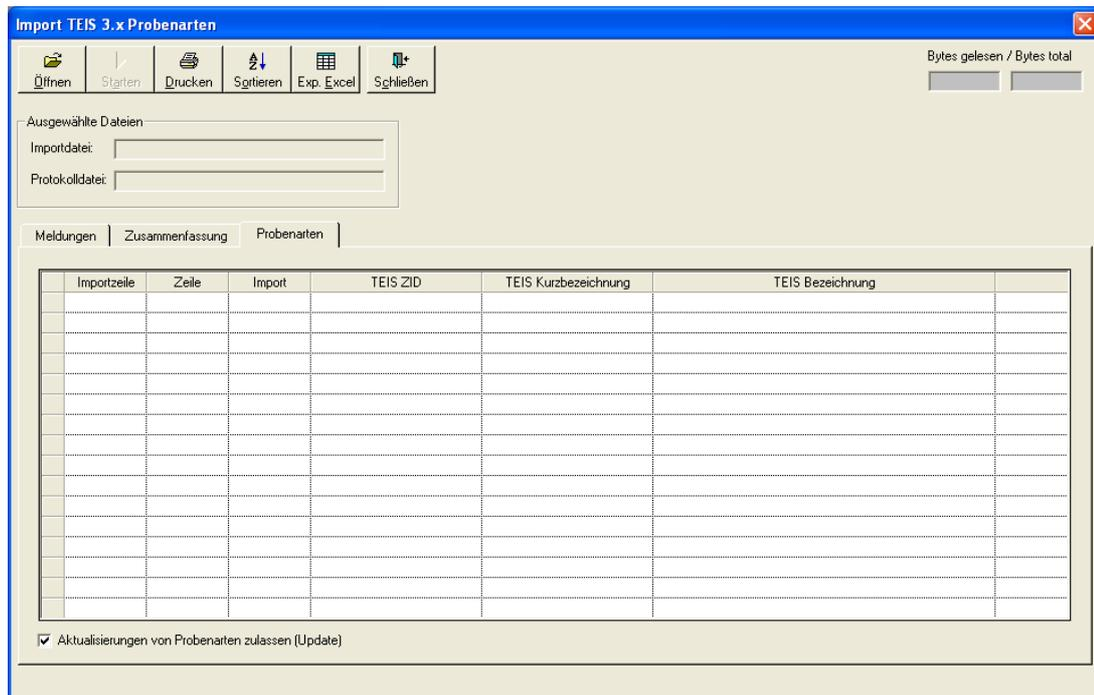 Import TEIS 3.x Probenarten
Öffnen Starten Drucken Sortieren Exp. Excel Schließen
Bytes gelesen / Bytes total
Ausgewählte Dateien
Importdatei:
Protokolldatei:
Meldungen Zusammenfassung Probenarten
Importzeile Zeile Import TEIS ZID TEIS Kurzbezeichnung TEIS Bezeichnung
Aktualisierungen von Probenarten zulassen (Update)